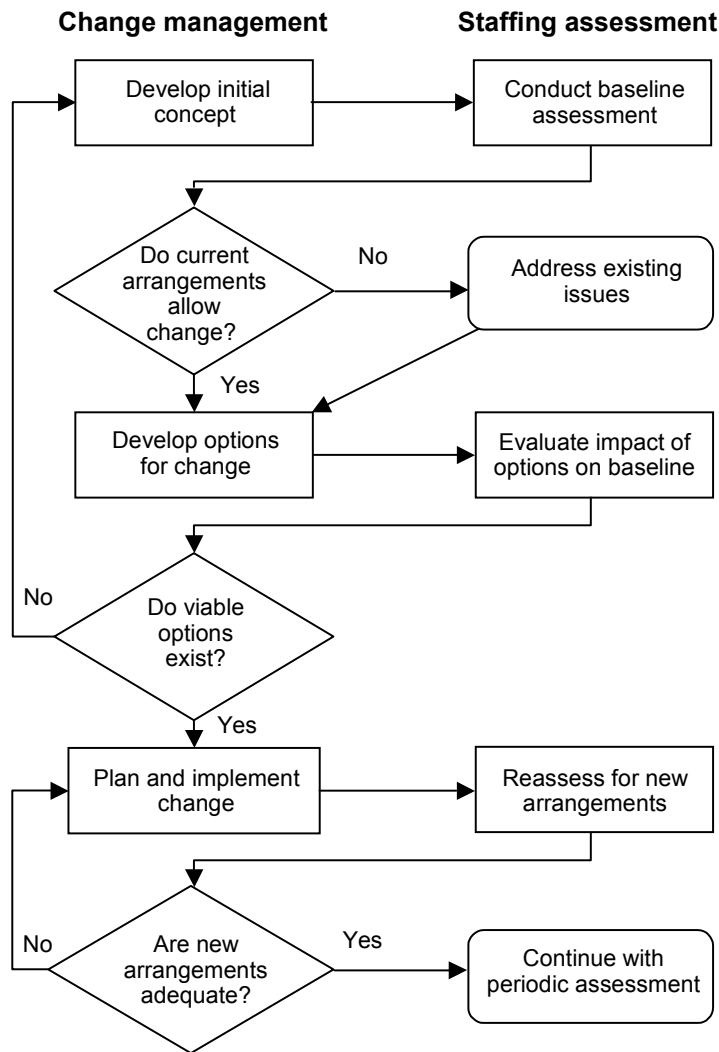 Change management
Staffing assessment
Develop initial
concept
Conduct baseline
assessment
Do current
arrangements
allow
change?
No
Address existing
issues
Yes
Develop options
for change
Evaluate impact of
options on baseline
No
Do viable
options
exist?
Yes
Plan and implement
change
Reassess for new
arrangements
No
Are new
arrangements
adequate?
Yes
Continue with
periodic assessment